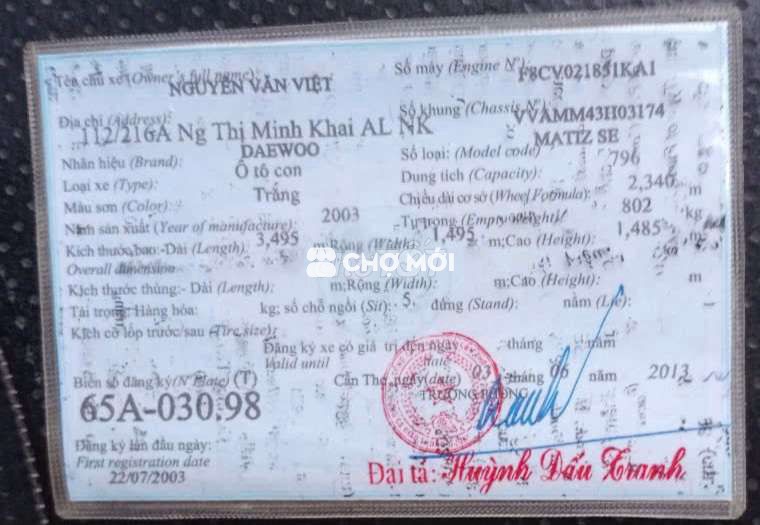 Tên chủ xe (Owner's full name): NGUYỄN VĂN VIỆT
Số máy (Engine N°): F8CV021851KA1
Địa chỉ (Address): 112/216A Ng Thị Minh Khai AL NK
Số khung (Chassis N°): VVAMM43H03174
Nhãn hiệu (Brand): DAEWOO
Số loại: (Model code) MATIZ SE
Loại xe (Type): Ô tô con
Dung tích (Capacity): 796
Màu sơn (Color): Trắng
Chiều dài cơ sở (Wheel Formula): 2,340 m
Năm sản xuất (Year of manufacture): 2003
Tự trọng (Empty weight): 802 kg
Kích thước bao: -Dài (Length): 3,495 m;Rộng (Width): 1,495 m;Cao (Height): 1,485 m
Overall dimension
CHỢ MỚI
Kích thước thùng:- Dài (Length): m;Rộng (Width): m;Cao (Height): m
Tải trọng: Hàng hóa: kg; số chỗ ngồi (Sit): 5 đứng (Stand): nằm (Lie):
Kích cỡ lốp trước/sau (Tire size):
Đăng ký xe có giá trị đến ngày tháng năm
Valid until date
Biển số đăng ký(N° Plate) (T)
Cần Thơ, ngày(date) 03 tháng 06 năm 2013
65A-030.98
TRƯỞNG PHÒNG
Đăng ký lần đầu ngày:
First registration date
22/07/2003
Đại tá: Huỳnh Đấu Tranh